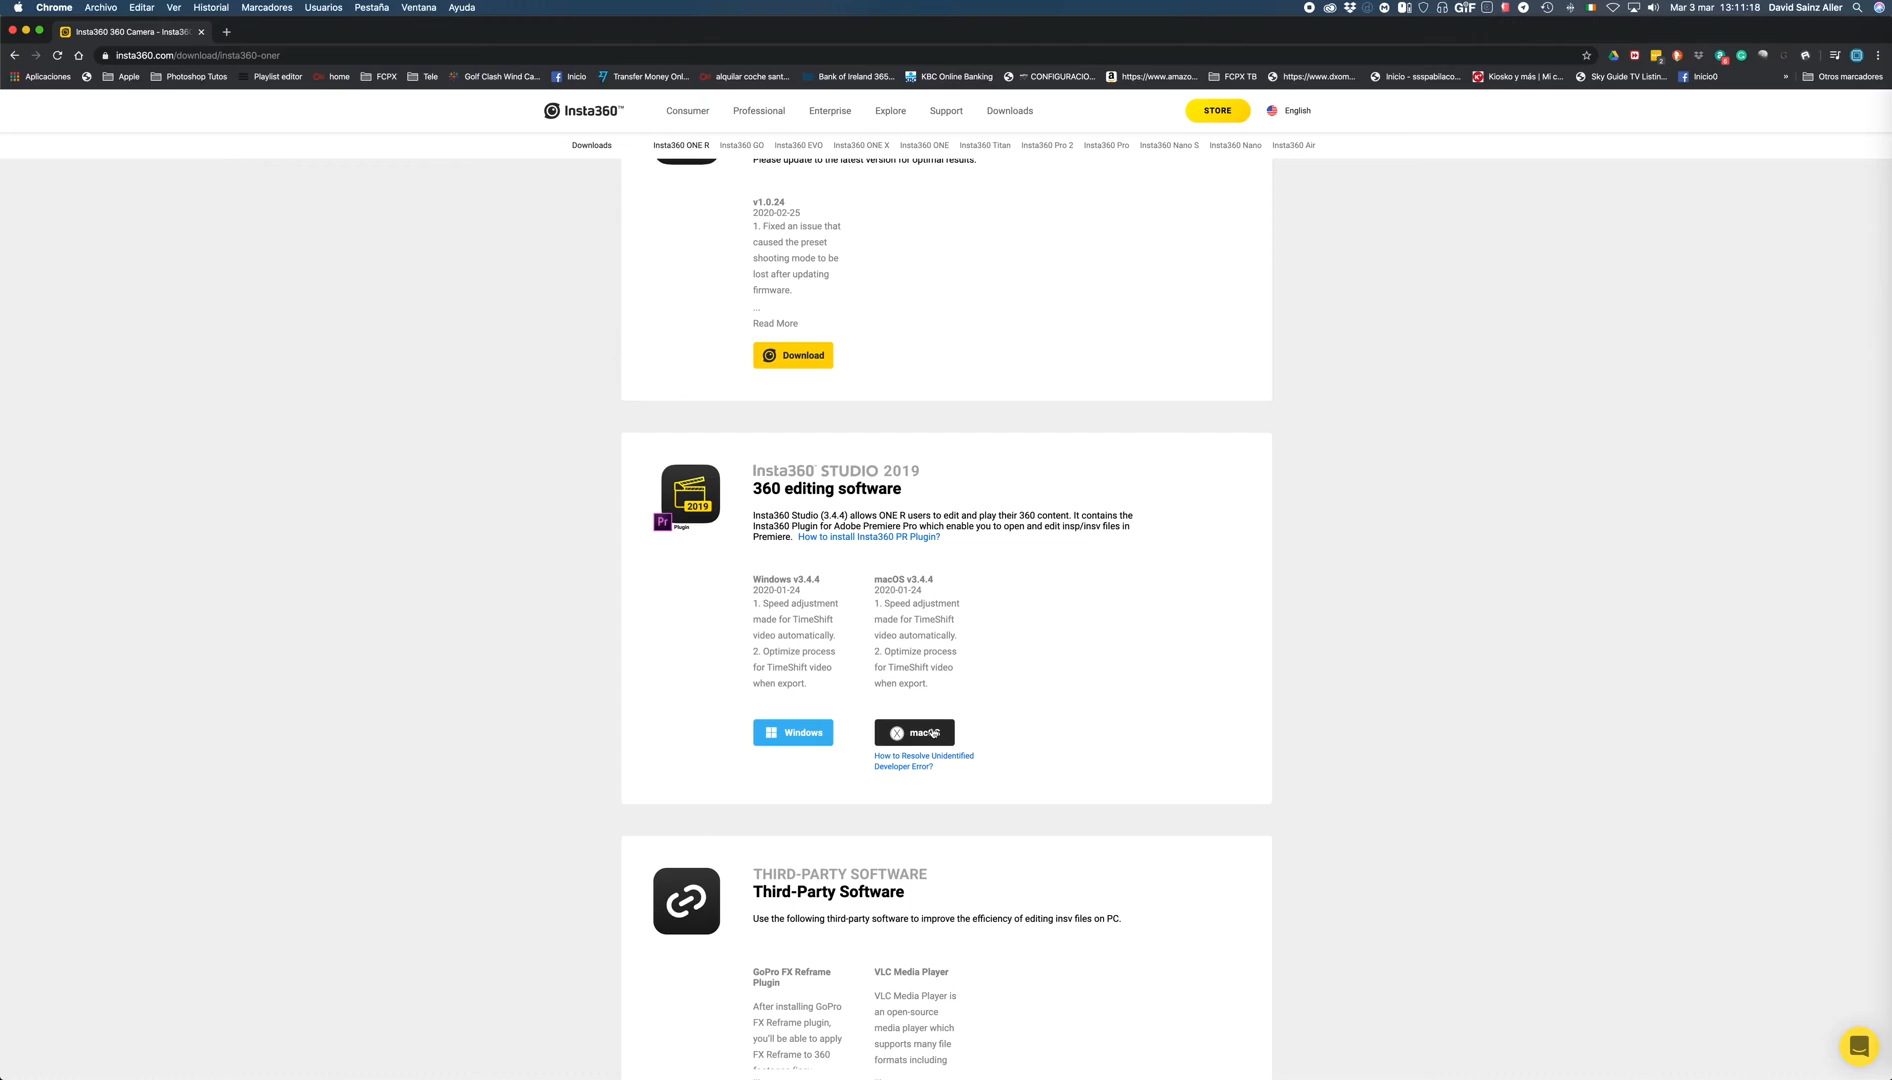 Chrome Archivo Editar Ver Historial Marcadores Usuarios Pestaña Ventana Ayuda
GIF Mar 3 mar 13:11:18 David Sainz Aller
Insta360 360 Camera - Insta36
insta360.com/download/insta360-oner
Aplicaciones Apple Photoshop Tutos Playlist editor home FCPX Tele Golf Clash Wind Ca... Inicio Transfer Money Onl... alquilar coche sant... Bank of Ireland 365... KBC Online Banking CONFIGURACIO... https://www.amazo... FCPX TB https://www.dxom... Inicio - ssspabilaco... Kiosko y más | Mi c... Sky Guide TV Listin... Inicio0 » Otros marcadores
Insta360™ Consumer Professional Enterprise Explore Support Downloads STORE English
Downloads Insta360 ONE R Insta360 GO Insta360 EVO Insta360 ONE X Insta360 ONE Insta360 Titan Insta360 Pro 2 Insta360 Pro Insta360 Nano S Insta360 Nano Insta360 Air
Please update to the latest version for optimal results.
v1.0.24
2020-02-25
1. Fixed an issue that
caused the preset
shooting mode to be
lost after updating
firmware.
...
Read More
Download
Insta360 STUDIO 2019
360 editing software
2019
Pr Plugin
Insta360 Studio (3.4.4) allows ONE R users to edit and play their 360 content. It contains the
Insta360 Plugin for Adobe Premiere Pro which enable you to open and edit insp/insv files in
Premiere. How to install Insta360 PR Plugin?
Windows v3.4.4
2020-01-24
1. Speed adjustment
made for TimeShift
video automatically.
2. Optimize process
for TimeShift video
when export.
Windows
macOS v3.4.4
2020-01-24
1. Speed adjustment
made for TimeShift
video automatically.
2. Optimize process
for TimeShift video
when export.
macOS
How to Resolve Unidentified
Developer Error?
THIRD-PARTY SOFTWARE
Third-Party Software
Use the following third-party software to improve the efficiency of editing insv files on PC.
GoPro FX Reframe
Plugin
After installing GoPro
FX Reframe plugin,
you'll be able to apply
FX Reframe to 360
VLC Media Player
VLC Media Player is
an open-source
media player which
supports many file
formats including